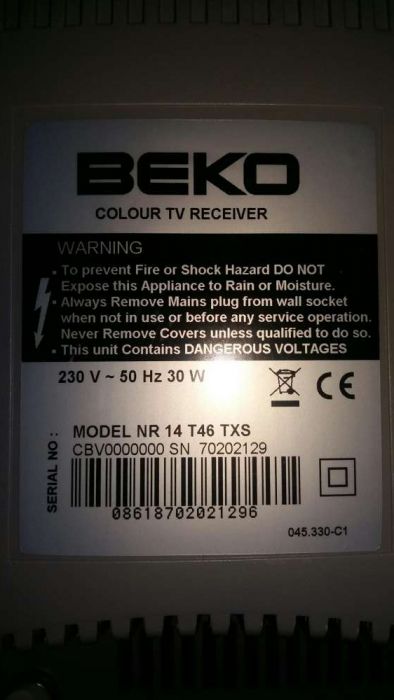 BEKO
COLOUR TV RECEIVER
WARNING
• To prevent Fire or Shock Hazard DO NOT
Expose this Appliance to Rain or Moisture.
• Always Remove Mains plug from wall socket
when not in use or before any service operation.
Never Remove Covers unless qualified to do so.
• This unit Contains DANGEROUS VOLTAGES
230 V ~ 50 Hz 30 W
CE
SERIAL NO :
MODEL NR 14 T46 TXS
CBV0000000 SN 70202129
08618702021296
045.330-C1